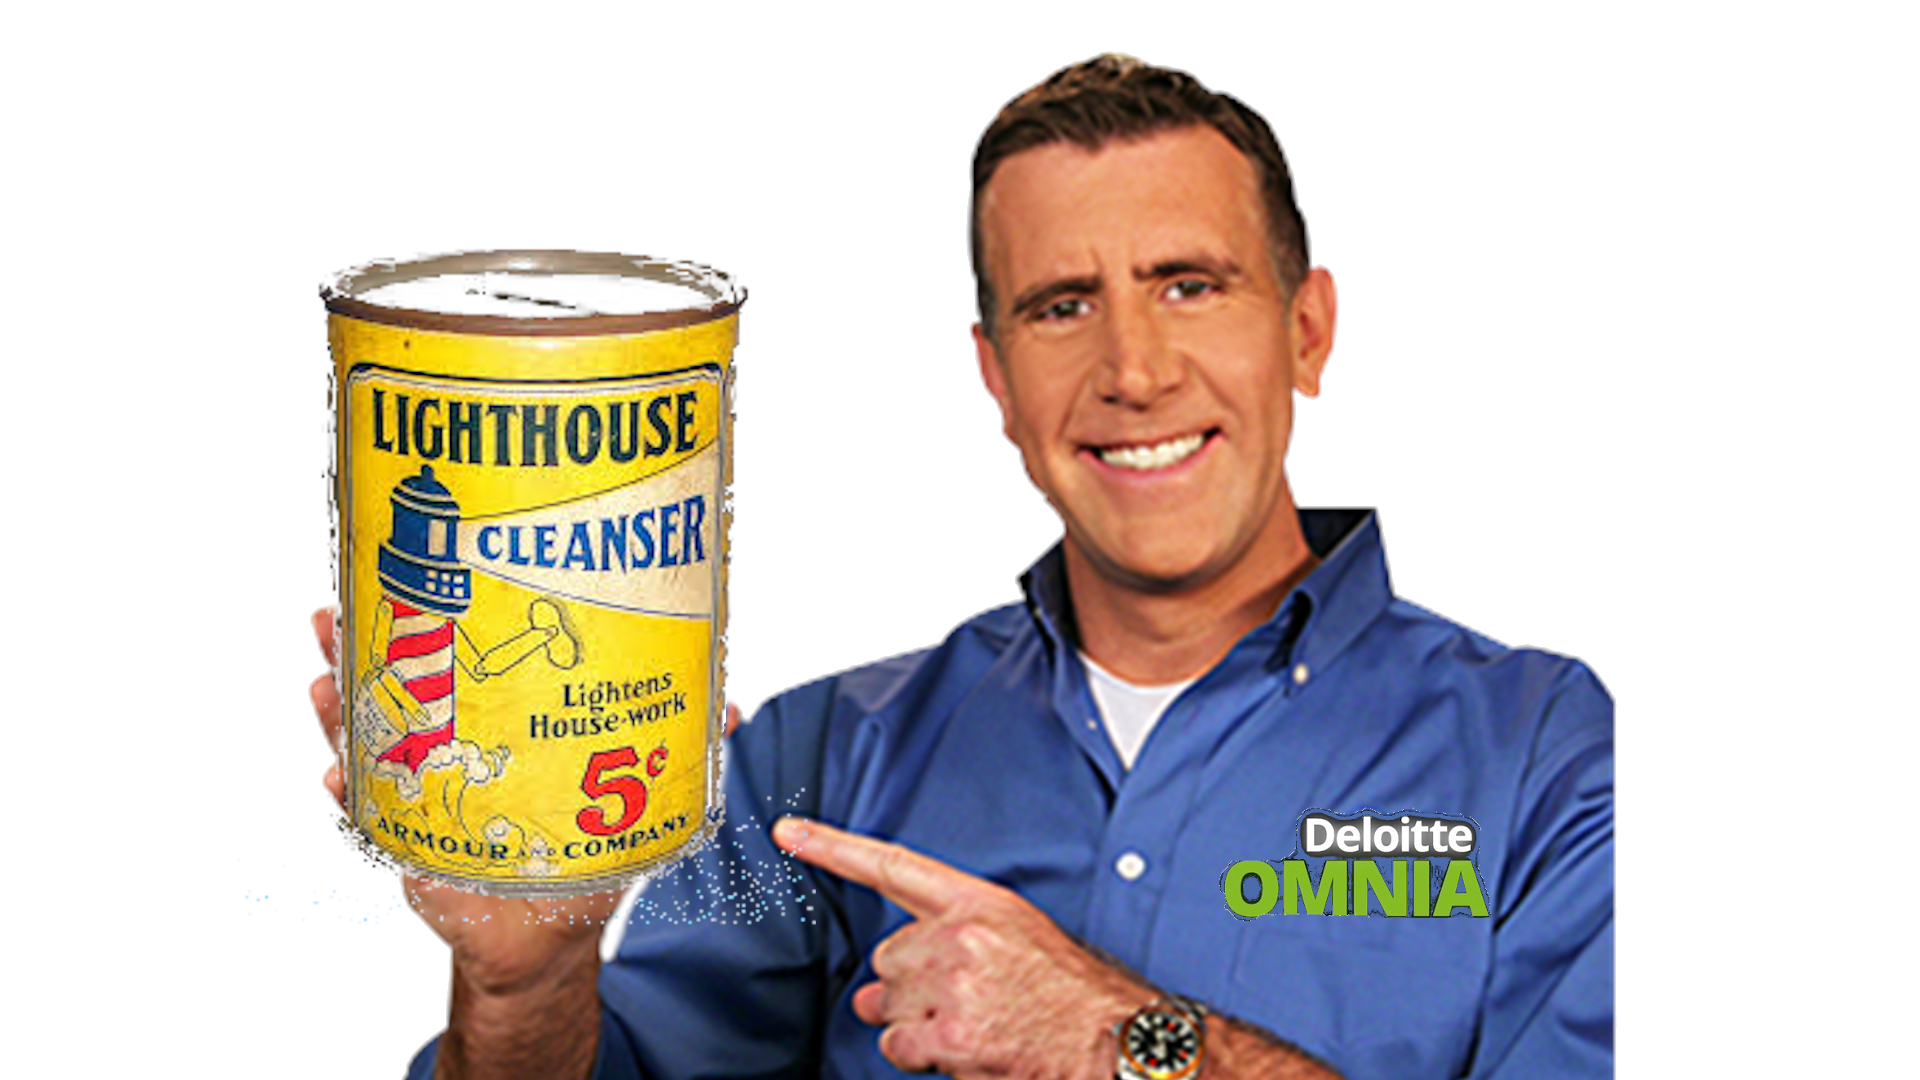 LIGHTHOUSE
CLEANSER
Lightens
House-work
5¢
ARMOUR AND COMPANY
Deloitte
OMNIA